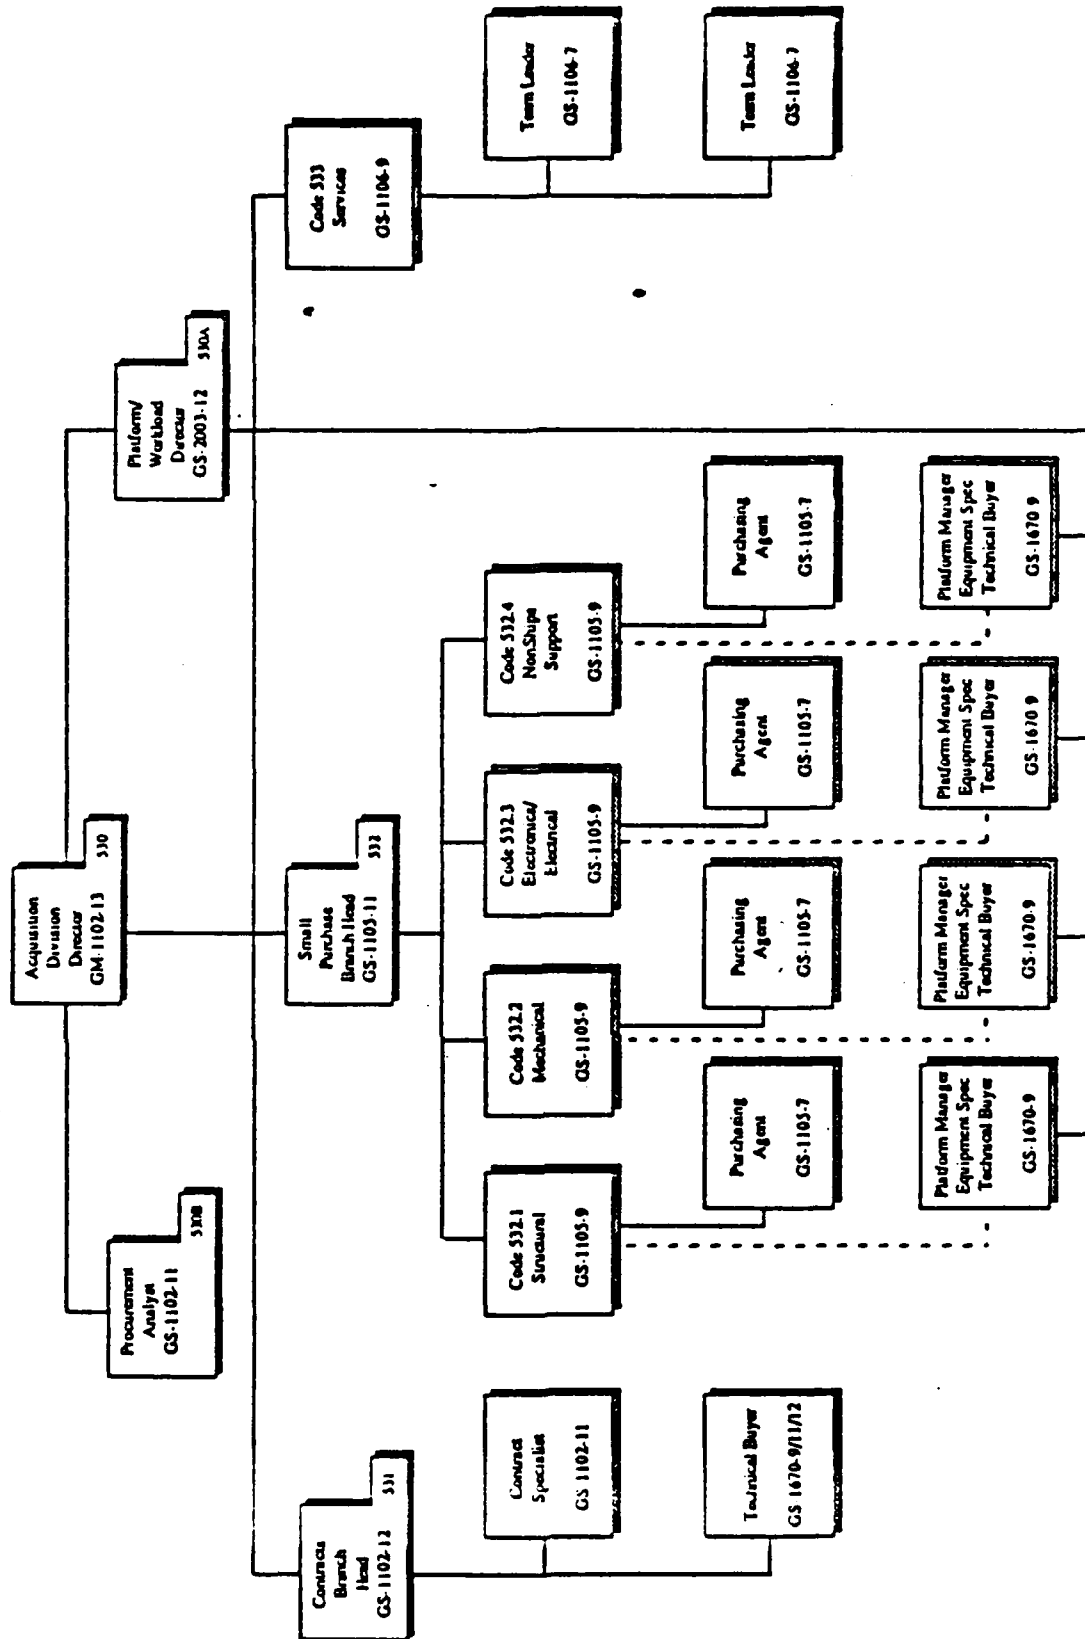 Acquisition
Division
Director
GM-1102-13
530
Procurement
Analyst
GS-1102-11
530B
Platform/
Workload
Director
GS-2003-12
530A
Contracts
Branch
Head
GS-1102-12
531
Small
Purchase
Branch Head
GS-1105-11
532
Code 533
Services
GS-1106-9
Contract
Specialist
GS 1102-11
Code 532.1
Structural
GS-1105-9
Code 532.2
Mechanical
GS-1105-9
Code 532.3
Electronics/
Electrical
GS-1105-9
Code 532.4
NonShips
Support
GS-1105-9
Team Leader
GS-1106-7
Technical Buyer
GS 1670-9/11/12
Purchasing
Agent
GS-1105-7
Purchasing
Agent
GS-1105-7
Purchasing
Agent
GS-1105-7
Purchasing
Agent
GS-1105-7
Team Leader
GS-1106-7
Platform Manager
Equipment Spec
Technical Buyer
GS-1670-9
Platform Manager
Equipment Spec
Technical Buyer
GS-1670-9
Platform Manager
Equipment Spec
Technical Buyer
GS-1670 9
Platform Manager
Equipment Spec
Technical Buyer
GS-1670 9